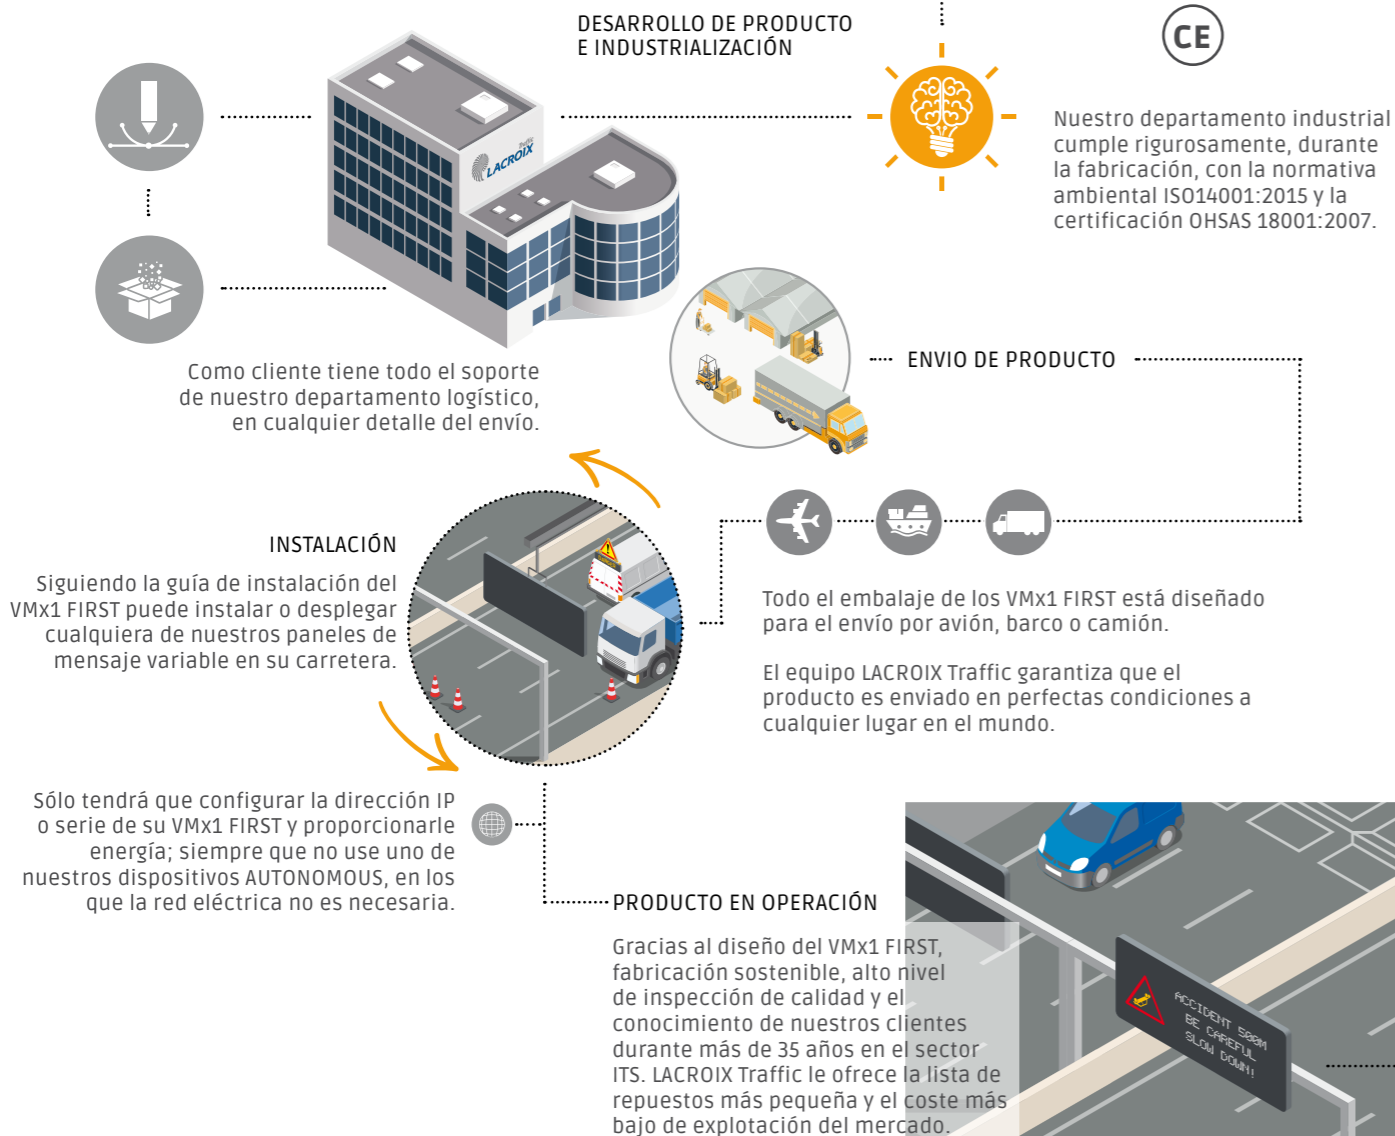 DESARROLLO DE PRODUCTO
E INDUSTRIALIZACIÓN
CE
Nuestro departamento industrial
cumple rigurosamente, durante
la fabricación, con la normativa
ambiental ISO14001:2015 y la
certificación OHSAS 18001:2007.
Traffic
LACROIX
Como cliente tiene todo el soporte
de nuestro departamento logístico,
en cualquier detalle del envío.
ENVIO DE PRODUCTO
INSTALACIÓN
Siguiendo la guía de instalación del
VMx1 FIRST puede instalar o desplegar
cualquiera de nuestros paneles de
mensaje variable en su carretera.
Todo el embalaje de los VMx1 FIRST está diseñado
para el envío por avión, barco o camión.
El equipo LACROIX Traffic garantiza que el
producto es enviado en perfectas condiciones a
cualquier lugar en el mundo.
Sólo tendrá que configurar la dirección IP
o serie de su VMx1 FIRST y proporcionarle
energía; siempre que no use uno de
nuestros dispositivos AUTONOMOUS, en los
que la red eléctrica no es necesaria.
PRODUCTO EN OPERACIÓN
Gracias al diseño del VMx1 FIRST,
fabricación sostenible, alto nivel
de inspección de calidad y el
conocimiento de nuestros clientes
durante más de 35 años en el sector
ITS. LACROIX Traffic le ofrece la lista de
repuestos más pequeña y el coste más
bajo de explotación del mercado.
ACCIDENT 500M
BE CAREFUL
SLOW DOWN!